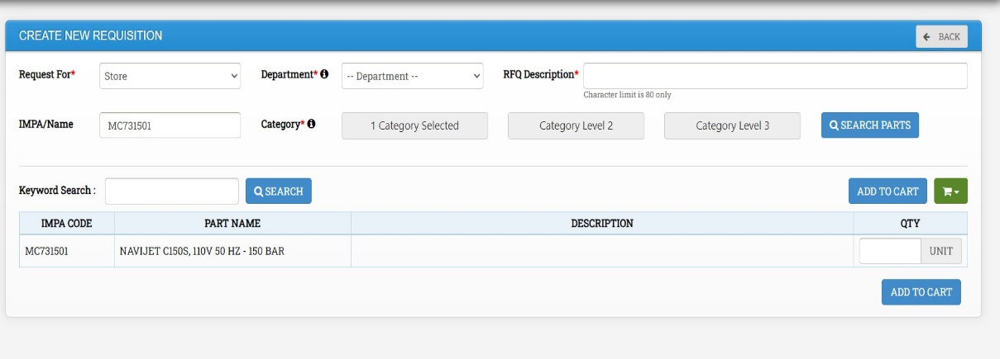 CREATE NEW REQUISITION BACK
Request For* Store Department* -- Department -- RFQ Description*
Character limit is 80 only
IMPA/Name MC731501 Category* 1 Category Selected Category Level 2 Category Level 3 SEARCH PARTS
Keyword Search : SEARCH ADD TO CART
IMPA CODE PART NAME DESCRIPTION QTY
MC731501 NAVIJET C150S, 110V 50 HZ - 150 BAR UNIT
ADD TO CART